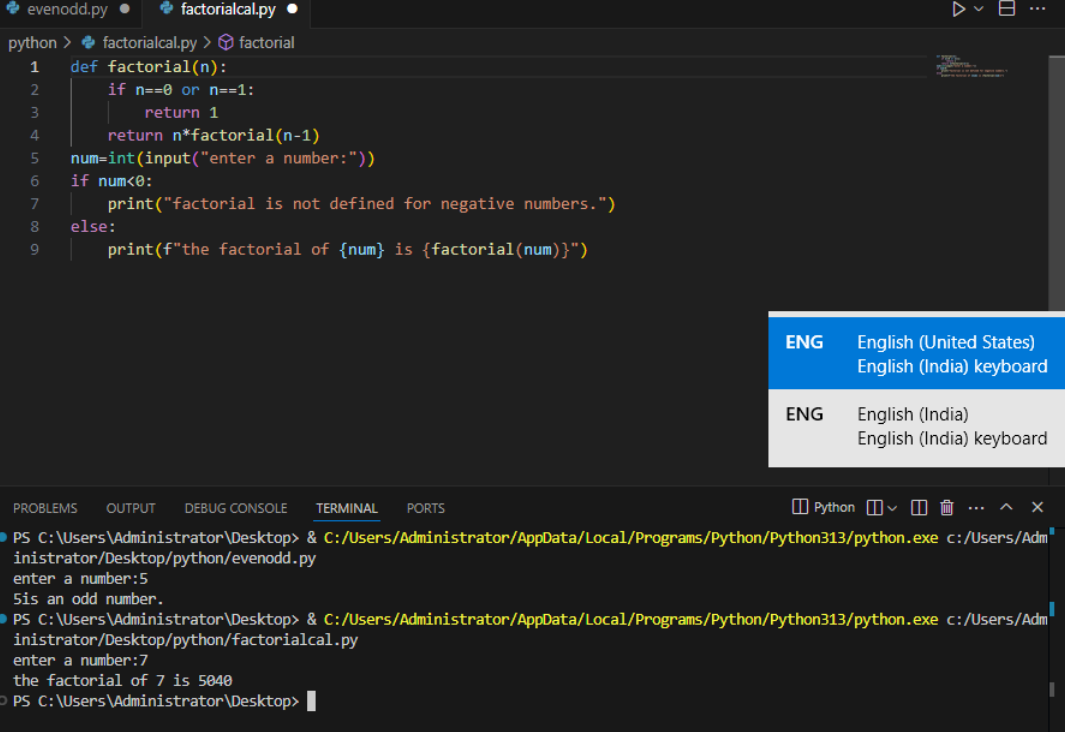 evenodd.py
factorialcal.py
python > factorialcal.py > factorial
1 def factorial(n):
2     if n==0 or n==1:
3         return 1
4     return n*factorial(n-1)
5 num=int(input("enter a number:"))
6 if num<0:
7     print("factorial is not defined for negative numbers.")
8 else:
9     print(f"the factorial of {num} is {factorial(num)}")
ENG English (United States)
English (India) keyboard
ENG English (India)
English (India) keyboard
PROBLEMS OUTPUT DEBUG CONSOLE TERMINAL PORTS Python
PS C:\Users\Administrator\Desktop> & C:/Users/Administrator/AppData/Local/Programs/Python/Python313/python.exe c:/Users/Adm
inistrator/Desktop/python/evenodd.py
enter a number:5
5is an odd number.
PS C:\Users\Administrator\Desktop> & C:/Users/Administrator/AppData/Local/Programs/Python/Python313/python.exe c:/Users/Adm
inistrator/Desktop/python/factorialcal.py
enter a number:7
the factorial of 7 is 5040
PS C:\Users\Administrator\Desktop>